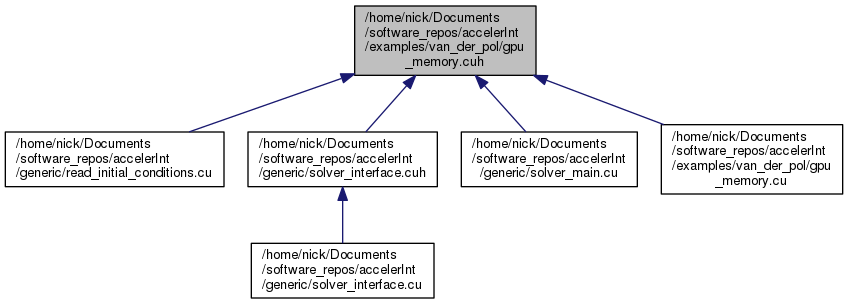 /home/nick/Documents
/software_repos/accelerInt
/examples/van_der_pol/gpu
_memory.cuh
/home/nick/Documents
/software_repos/accelerInt
/generic/read_initial_conditions.cu
/home/nick/Documents
/software_repos/accelerInt
/generic/solver_interface.cuh
/home/nick/Documents
/software_repos/accelerInt
/generic/solver_main.cu
/home/nick/Documents
/software_repos/accelerInt
/examples/van_der_pol/gpu
_memory.cu
/home/nick/Documents
/software_repos/accelerInt
/generic/solver_interface.cu